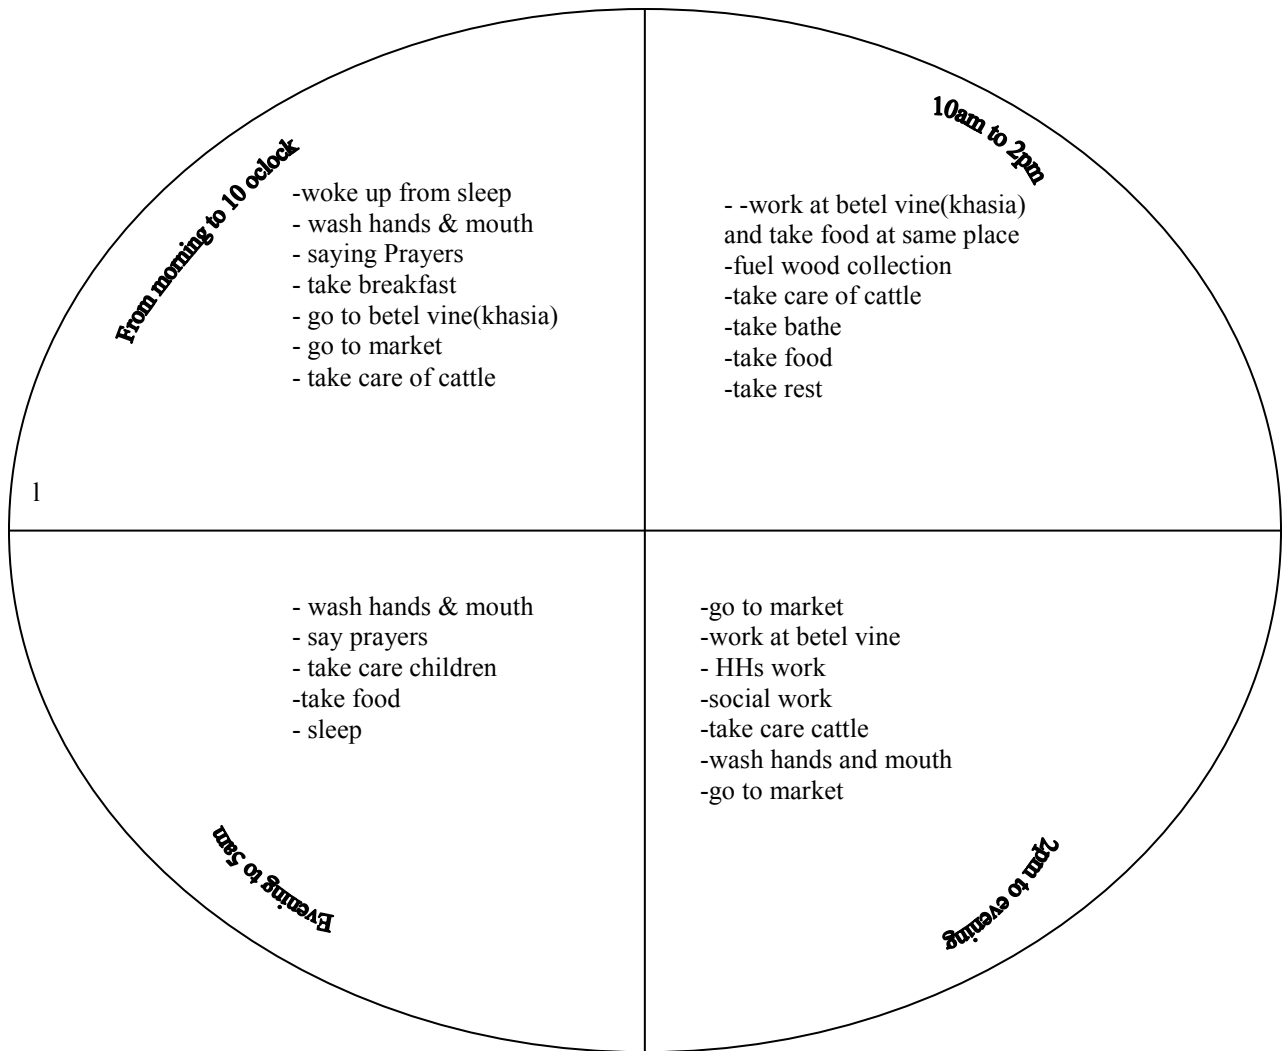 From morning to 10 oclock
-woke up from sleep
- wash hands & mouth
- saying Prayers
- take breakfast
- go to betel vine(khasia)
- go to market
- take care of cattle
l
10am to 2pm
- -work at betel vine(khasia)
and take food at same place
-fuel wood collection
-take care of cattle
-take bathe
-take food
-take rest
- wash hands & mouth
- say prayers
- take care children
-take food
- sleep
Evening to 5am
-go to market
-work at betel vine
- HHs work
-social work
-take care cattle
-wash hands and mouth
-go to market
2pm to evening